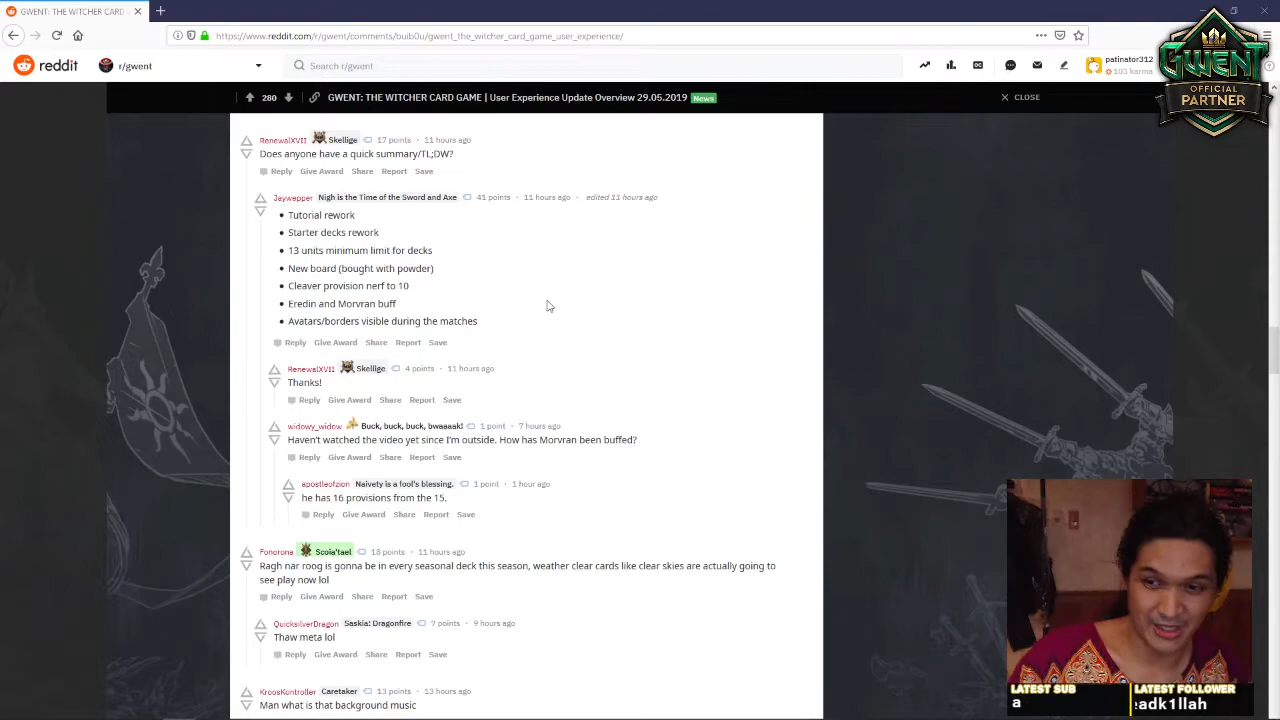 GWENT: THE WITCHER CARD G
https://www.reddit.com/r/gwent/comments/buib0u/gwent_the_witcher_card_game_user_experience/
GWENT
OFFICIAL
PARTNER
reddit
r/gwent
Search r/gwent
patinator312
103 karma
280
GWENT: THE WITCHER CARD GAME | User Experience Update Overview 29.05.2019 News
CLOSE
RenewalXVII Skellige 17 points · 11 hours ago
Does anyone have a quick summary/TL;DW?
Reply Give Award Share Report Save
Jaywepper Nigh is the Time of the Sword and Axe 41 points · 11 hours ago · edited 11 hours ago
• Tutorial rework
• Starter decks rework
• 13 units minimum limit for decks
• New board (bought with powder)
• Cleaver provision nerf to 10
• Eredin and Morvran buff
• Avatars/borders visible during the matches
Reply Give Award Share Report Save
RenewalXVII Skellige 4 points · 11 hours ago
Thanks!
Reply Give Award Share Report Save
widowy_widow Buck, buck, buck, bwaaaak! 1 point · 7 hours ago
Haven't watched the video yet since I'm outside. How has Morvran been buffed?
Reply Give Award Share Report Save
apostleofzion Naivety is a fool's blessing. 1 point · 1 hour ago
he has 16 provisions from the 15.
Reply Give Award Share Report Save
Fonorona Scoia'tael 18 points · 11 hours ago
Ragh nar roog is gonna be in every seasonal deck this season, weather clear cards like clear skies are actually going to
see play now lol
Reply Give Award Share Report Save
QuicksilverDragon Saskia: Dragonfire 7 points · 9 hours ago
Thaw meta lol
Reply Give Award Share Report Save
KroosKontroller Caretaker 13 points · 13 hours ago
Man what is that background music
LATEST SUB
a
LATEST FOLLOWER
adk1llah